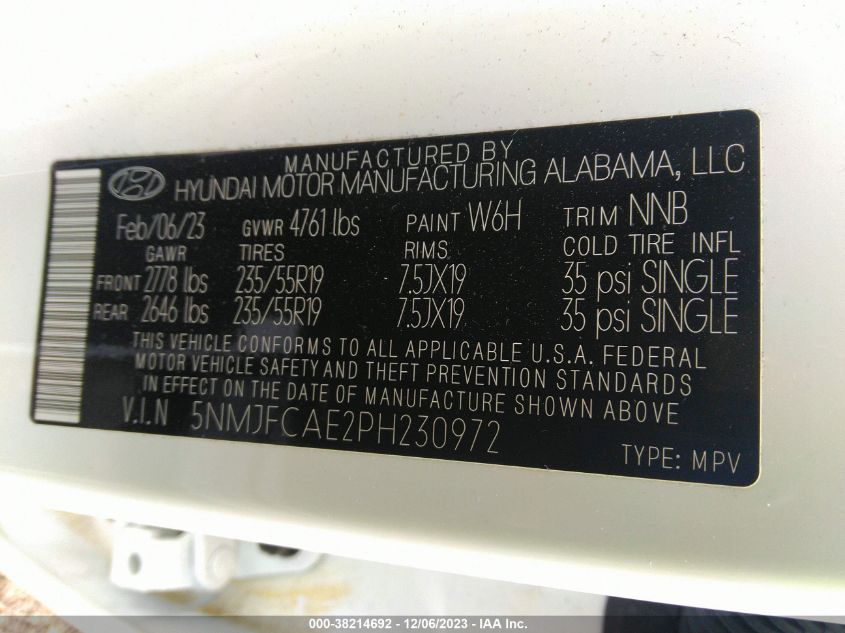 MANUFACTURED BY
HYUNDAI MOTOR MANUFACTURING ALABAMA, LLC
Feb/06/23 GVWR 4761 lbs PAINT W6H TRIM NNB
GAWR TIRES RIMS COLD TIRE INFL
FRONT 2778 lbs 235/55R19 7.5JX19 35 psi SINGLE
REAR 2646 lbs 235/55R19 7.5JX19 35 psi SINGLE
THIS VEHICLE CONFORMS TO ALL APPLICABLE U.S.A. FEDERAL
MOTOR VEHICLE SAFETY AND THEFT PREVENTION STANDARDS
IN EFFECT ON THE DATE OF MANUFACTURE SHOWN ABOVE
V.I.N 5NMJFCAE2PH230972
TYPE: MPV
000-38214692 - 12/06/2023 - IAA Inc.